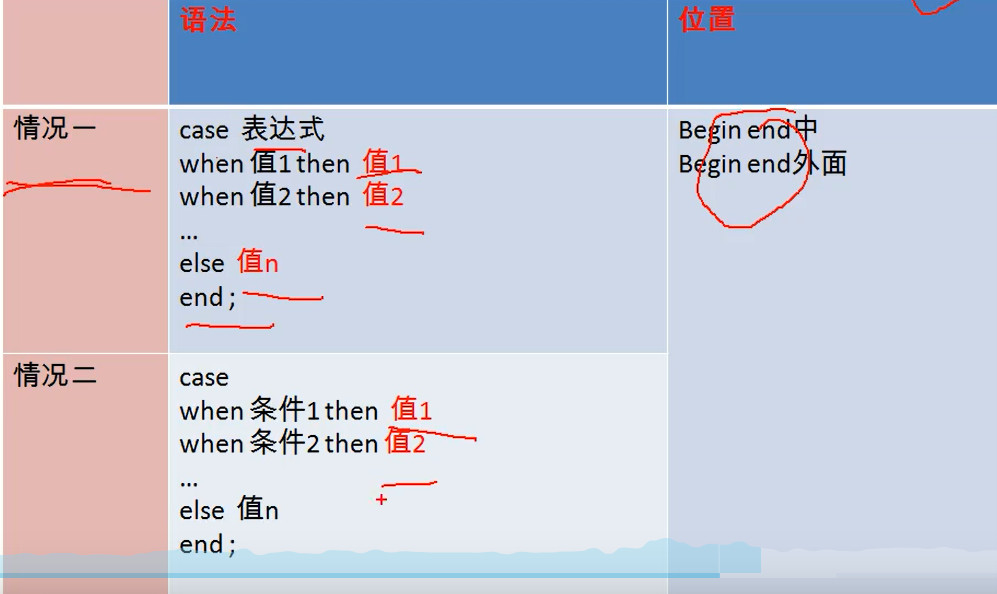 语法
位置
情况一
case 表达式
when 值1 then 值1
when 值2 then 值2
...
else 值n
end ;
Begin end中
Begin end外面
情况二
case
when 条件1 then 值1
when 条件2 then 值2
...
else 值n
end ;